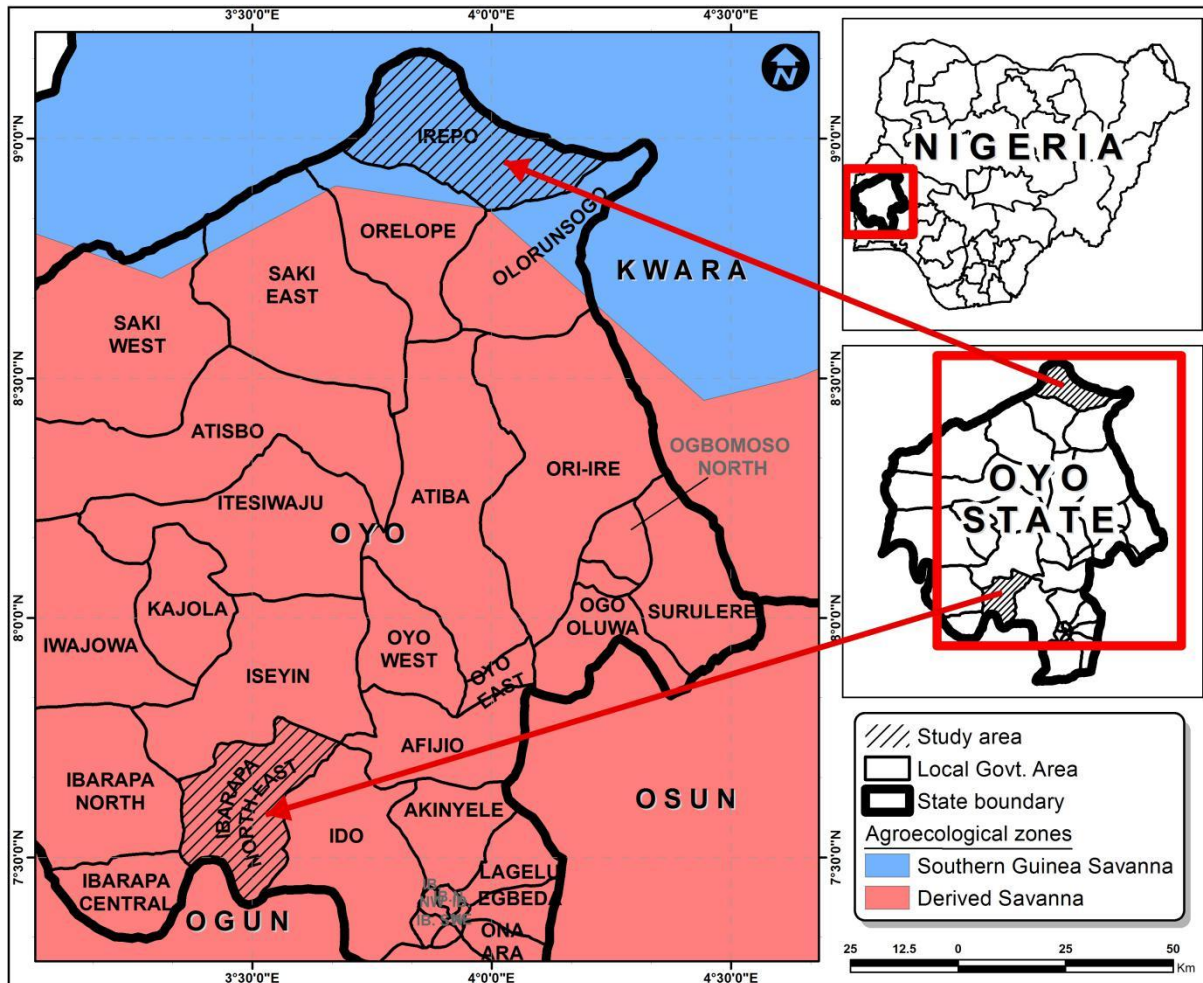 3°30'0"E
4°0'0"E
4°30'0"E
9°0'0"N
8°30'0"N
8°0'0"N
7°30'0"N
N
IREPO
ORELOPE
OLORUNSOGO
KWARA
SAKI
EAST
SAKI
WEST
ATISBO
OGBOMOSO
NORTH
ORI-IRE
ITESIWAJU
ATIBA
OYO
KAJOLA
IWAJOWA
OGO
OLUWA
SURULERE
OYO
WEST
OYO
EAST
ISEYIN
AFIJIO
IBARAPA
NORTH
IBARAPA
NORTH EAST
OSUN
AKINYELE
IDO
LAGELU
EGBEDA
IBARAPA
CENTRAL
OGUN
ONA
ARA
3°30'0"E
4°0'0"E
4°30'0"E
9°0'0"N
8°30'0"N
8°0'0"N
7°30'0"N
NIGERIA
OYO
STATE
Study area
Local Govt. Area
State boundary
Agroecological zones
Southern Guinea Savanna
Derived Savanna
25 12.5 0 25 50
Km